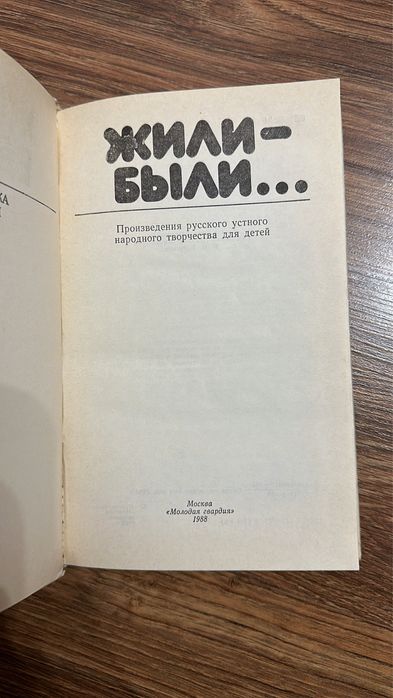 ЖИЛИ-
БЫЛИ...
Произведения русского устного
народного творчества для детей
Москва
«Молодая гвардия»
1988